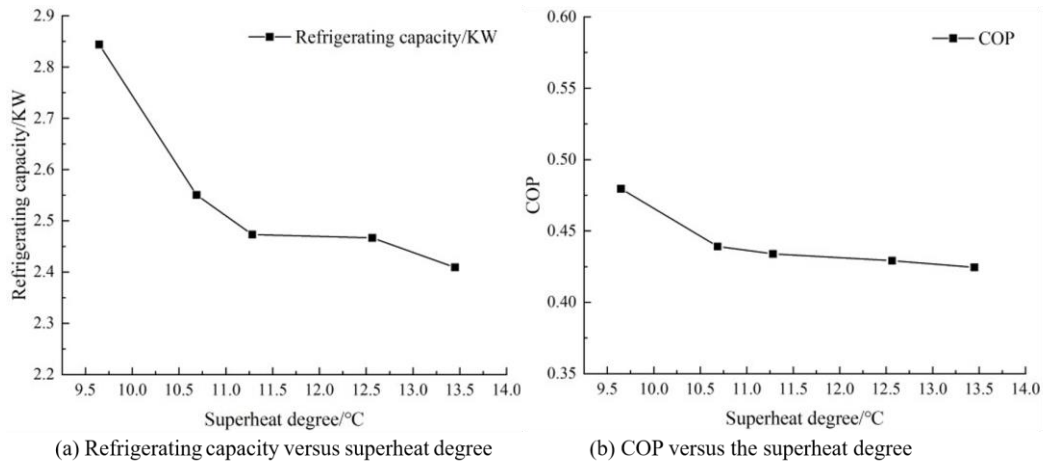 Refrigerating capacity/KW
2.9
2.8
2.7
2.6
2.5
2.4
2.3
2.2
Refrigerating capacity/KW
9.5 10.0 10.5 11.0 11.5 12.0 12.5 13.0 13.5 14.0
Superheat degree/°C
(a) Refrigerating capacity versus superheat degree
COP
0.60
0.55
0.50
0.45
0.40
0.35
COP
9.5 10.0 10.5 11.0 11.5 12.0 12.5 13.0 13.5 14.0
Superheat degree/°C
(b) COP versus the superheat degree